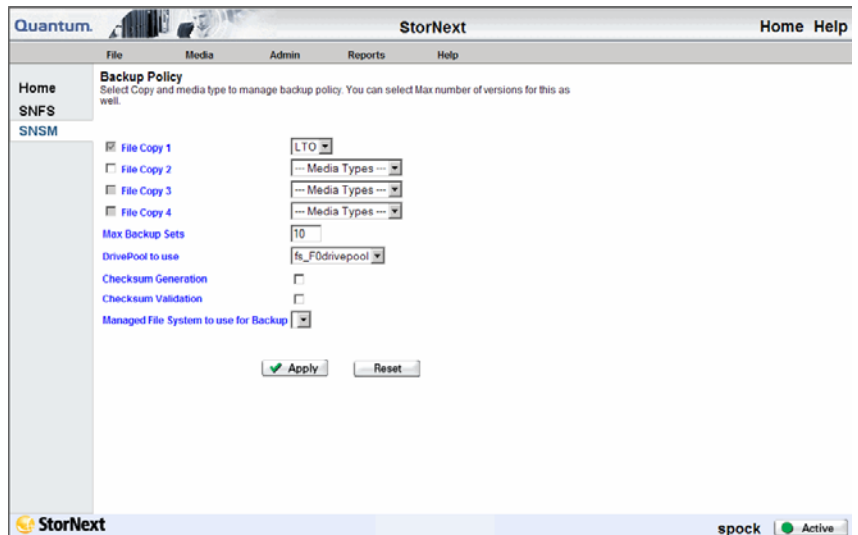 Quantum. StorNext Home Help
File Media Admin Reports Help
Home
SNFS
SNSM
Backup Policy
Select Copy and media type to manage backup policy. You can select Max number of versions for this as
well.
File Copy 1 LTO
File Copy 2 --- Media Types ---
File Copy 3 --- Media Types ---
File Copy 4 --- Media Types ---
Max Backup Sets 10
DrivePool to use fs_F0drivepool
Checksum Generation
Checksum Validation
Managed File System to use for Backup
Apply Reset
StorNext spock Active